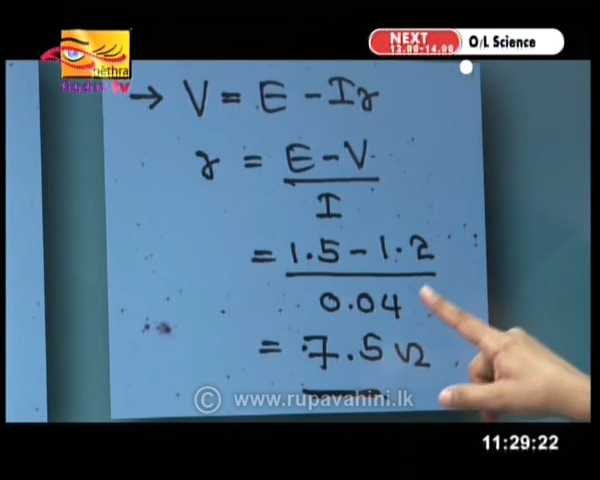 NEXT
13.00-14.00
O/L Science
nethra
→ V = E - Ir
r = E - V
I
= 1.5 - 1.2
0.04
= 7.5 Ω
© www.rupavahini.lk
11:29:22